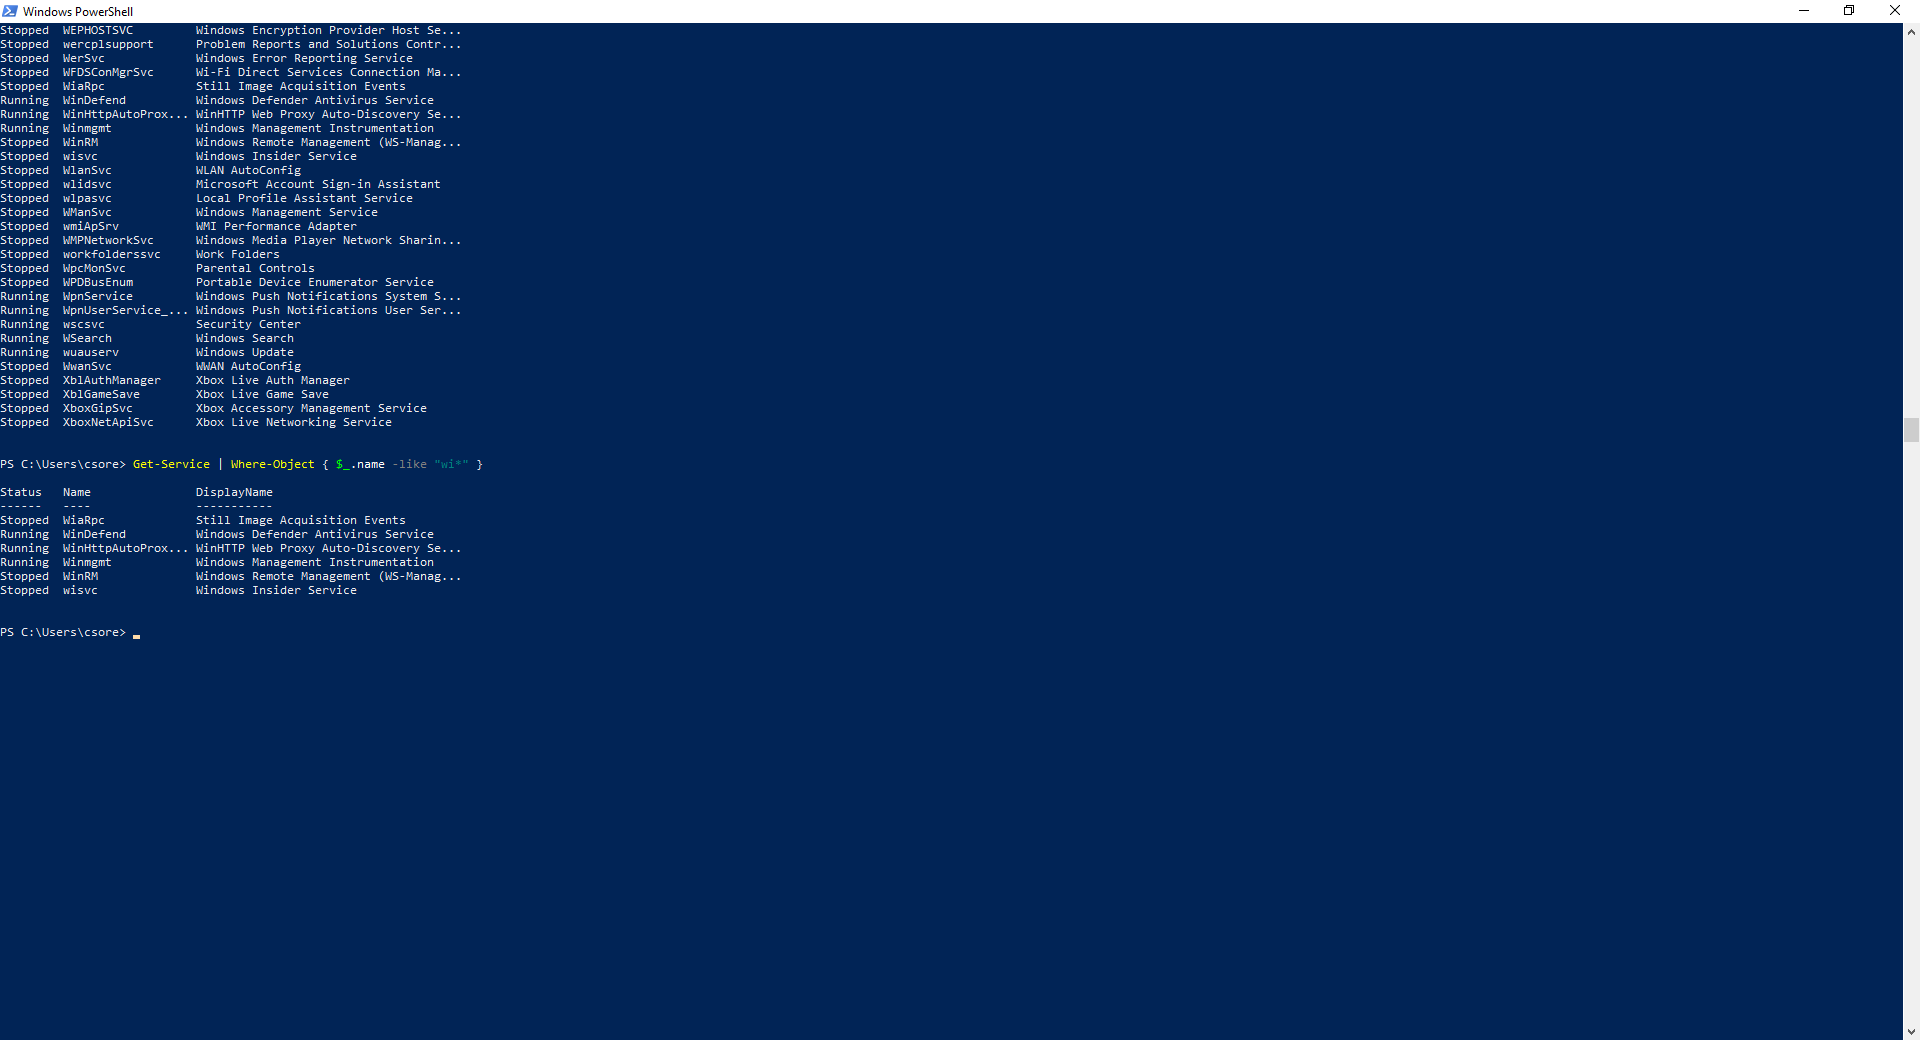 Windows PowerShell
Stopped  WEPHOSTSVC         Windows Encryption Provider Host Se...
Stopped  wercplsupport      Problem Reports and Solutions Contr...
Stopped  WerSvc             Windows Error Reporting Service
Stopped  WFDSConMgrSvc      Wi-Fi Direct Services Connection Ma...
Stopped  WiaRpc             Still Image Acquisition Events
Running  WinDefend          Windows Defender Antivirus Service
Running  WinHttpAutoProx... WinHTTP Web Proxy Auto-Discovery Se...
Running  Winmgmt            Windows Management Instrumentation
Stopped  WinRM              Windows Remote Management (WS-Manag...
Stopped  wisvc              Windows Insider Service
Stopped  WlanSvc            WLAN AutoConfig
Stopped  wlidsvc            Microsoft Account Sign-in Assistant
Stopped  wlpasvc            Local Profile Assistant Service
Stopped  WManSvc            Windows Management Service
Stopped  wmiApSrv           WMI Performance Adapter
Stopped  WMPNetworkSvc      Windows Media Player Network Sharin...
Stopped  workfolderssvc     Work Folders
Stopped  WpcMonSvc          Parental Controls
Stopped  WPDBusEnum         Portable Device Enumerator Service
Running  WpnService         Windows Push Notifications System S...
Running  WpnUserService_... Windows Push Notifications User Ser...
Running  wscsvc             Security Center
Running  WSearch            Windows Search
Running  wuauserv           Windows Update
Stopped  WwanSvc            WWAN AutoConfig
Stopped  XblAuthManager     Xbox Live Auth Manager
Stopped  XblGameSave        Xbox Live Game Save
Stopped  XboxGipSvc         Xbox Accessory Management Service
Stopped  XboxNetApiSvc      Xbox Live Networking Service
PS C:\Users\csore> Get-Service | Where-Object { $_.name -like "wi*" }
Status   Name               DisplayName
------   ----               -----------
Stopped  WiaRpc             Still Image Acquisition Events
Running  WinDefend          Windows Defender Antivirus Service
Running  WinHttpAutoProx... WinHTTP Web Proxy Auto-Discovery Se...
Running  Winmgmt            Windows Management Instrumentation
Stopped  WinRM              Windows Remote Management (WS-Manag...
Stopped  wisvc              Windows Insider Service
PS C:\Users\csore>